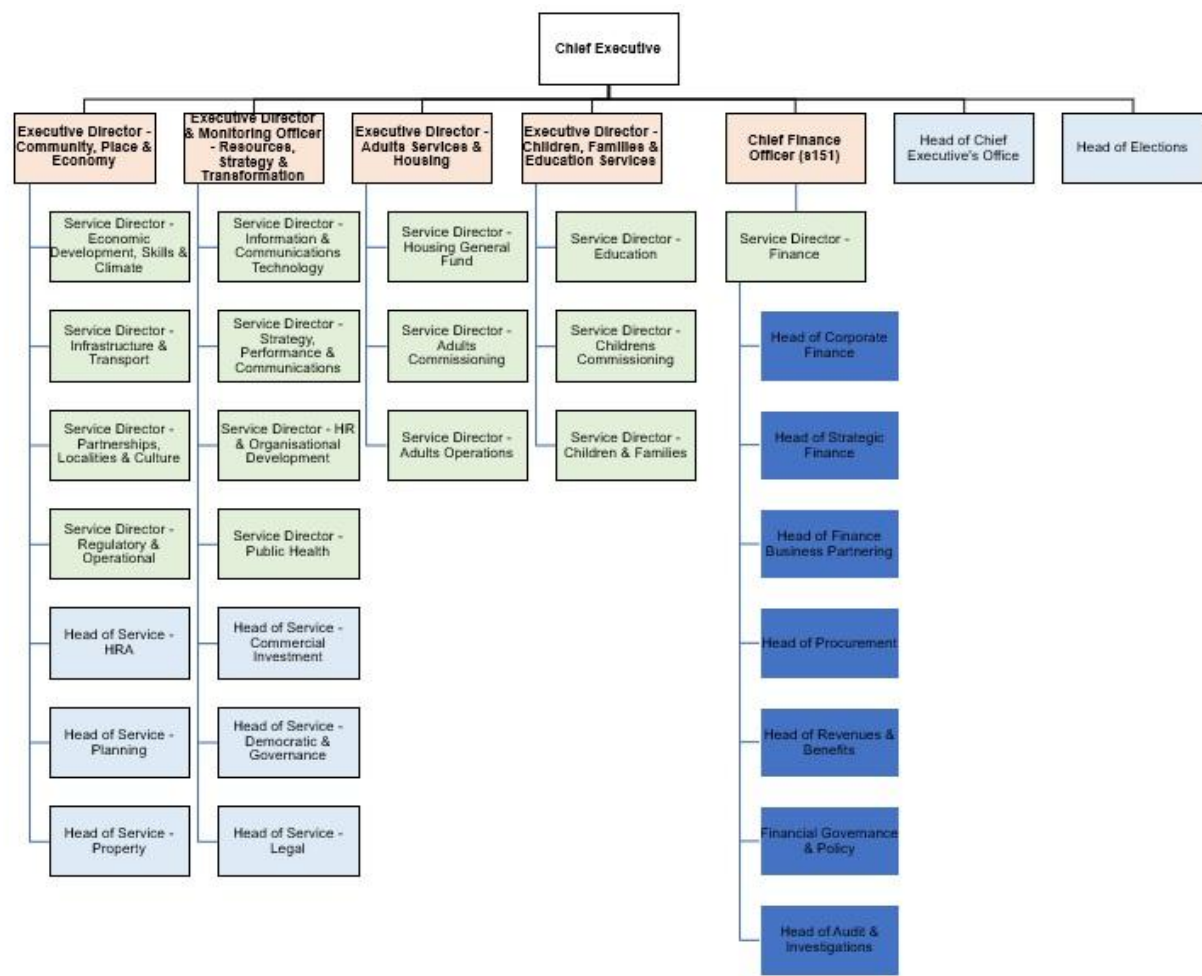 Chief Executive
Executive Director -
Community, Place &
Economy
Executive Director
& Monitoring Officer
- Resources,
Strategy &
Transformation
Executive Director -
Adults Services &
Housing
Executive Director -
Children, Families &
Education Services
Chief Finance
Officer (s151)
Head of Chief
Executive's Office
Head of Elections
Service Director -
Economic
Development, Skills &
Climate
Service Director -
Information &
Communications
Technology
Service Director -
Housing General
Fund
Service Director -
Education
Service Director -
Finance
Service Director -
Infrastructure &
Transport
Service Director -
Strategy,
Performance &
Communications
Service Director -
Adults
Commissioning
Service Director -
Childrens
Commissioning
Head of Corporate
Finance
Service Director -
Partnerships,
Localities & Culture
Service Director - HR
& Organisational
Development
Service Director -
Adults Operations
Service Director -
Children & Families
Head of Strategic
Finance
Service Director -
Regulatory &
Operational
Service Director -
Public Health
Head of Finance
Business Partnering
Head of Service -
HRA
Head of Service -
Commercial
Investment
Head of Procurement
Head of Service -
Planning
Head of Service -
Democratic &
Governance
Head of Revenues &
Benefits
Head of Service -
Property
Head of Service -
Legal
Financial Governance
& Policy
Head of Audit &
Investigations